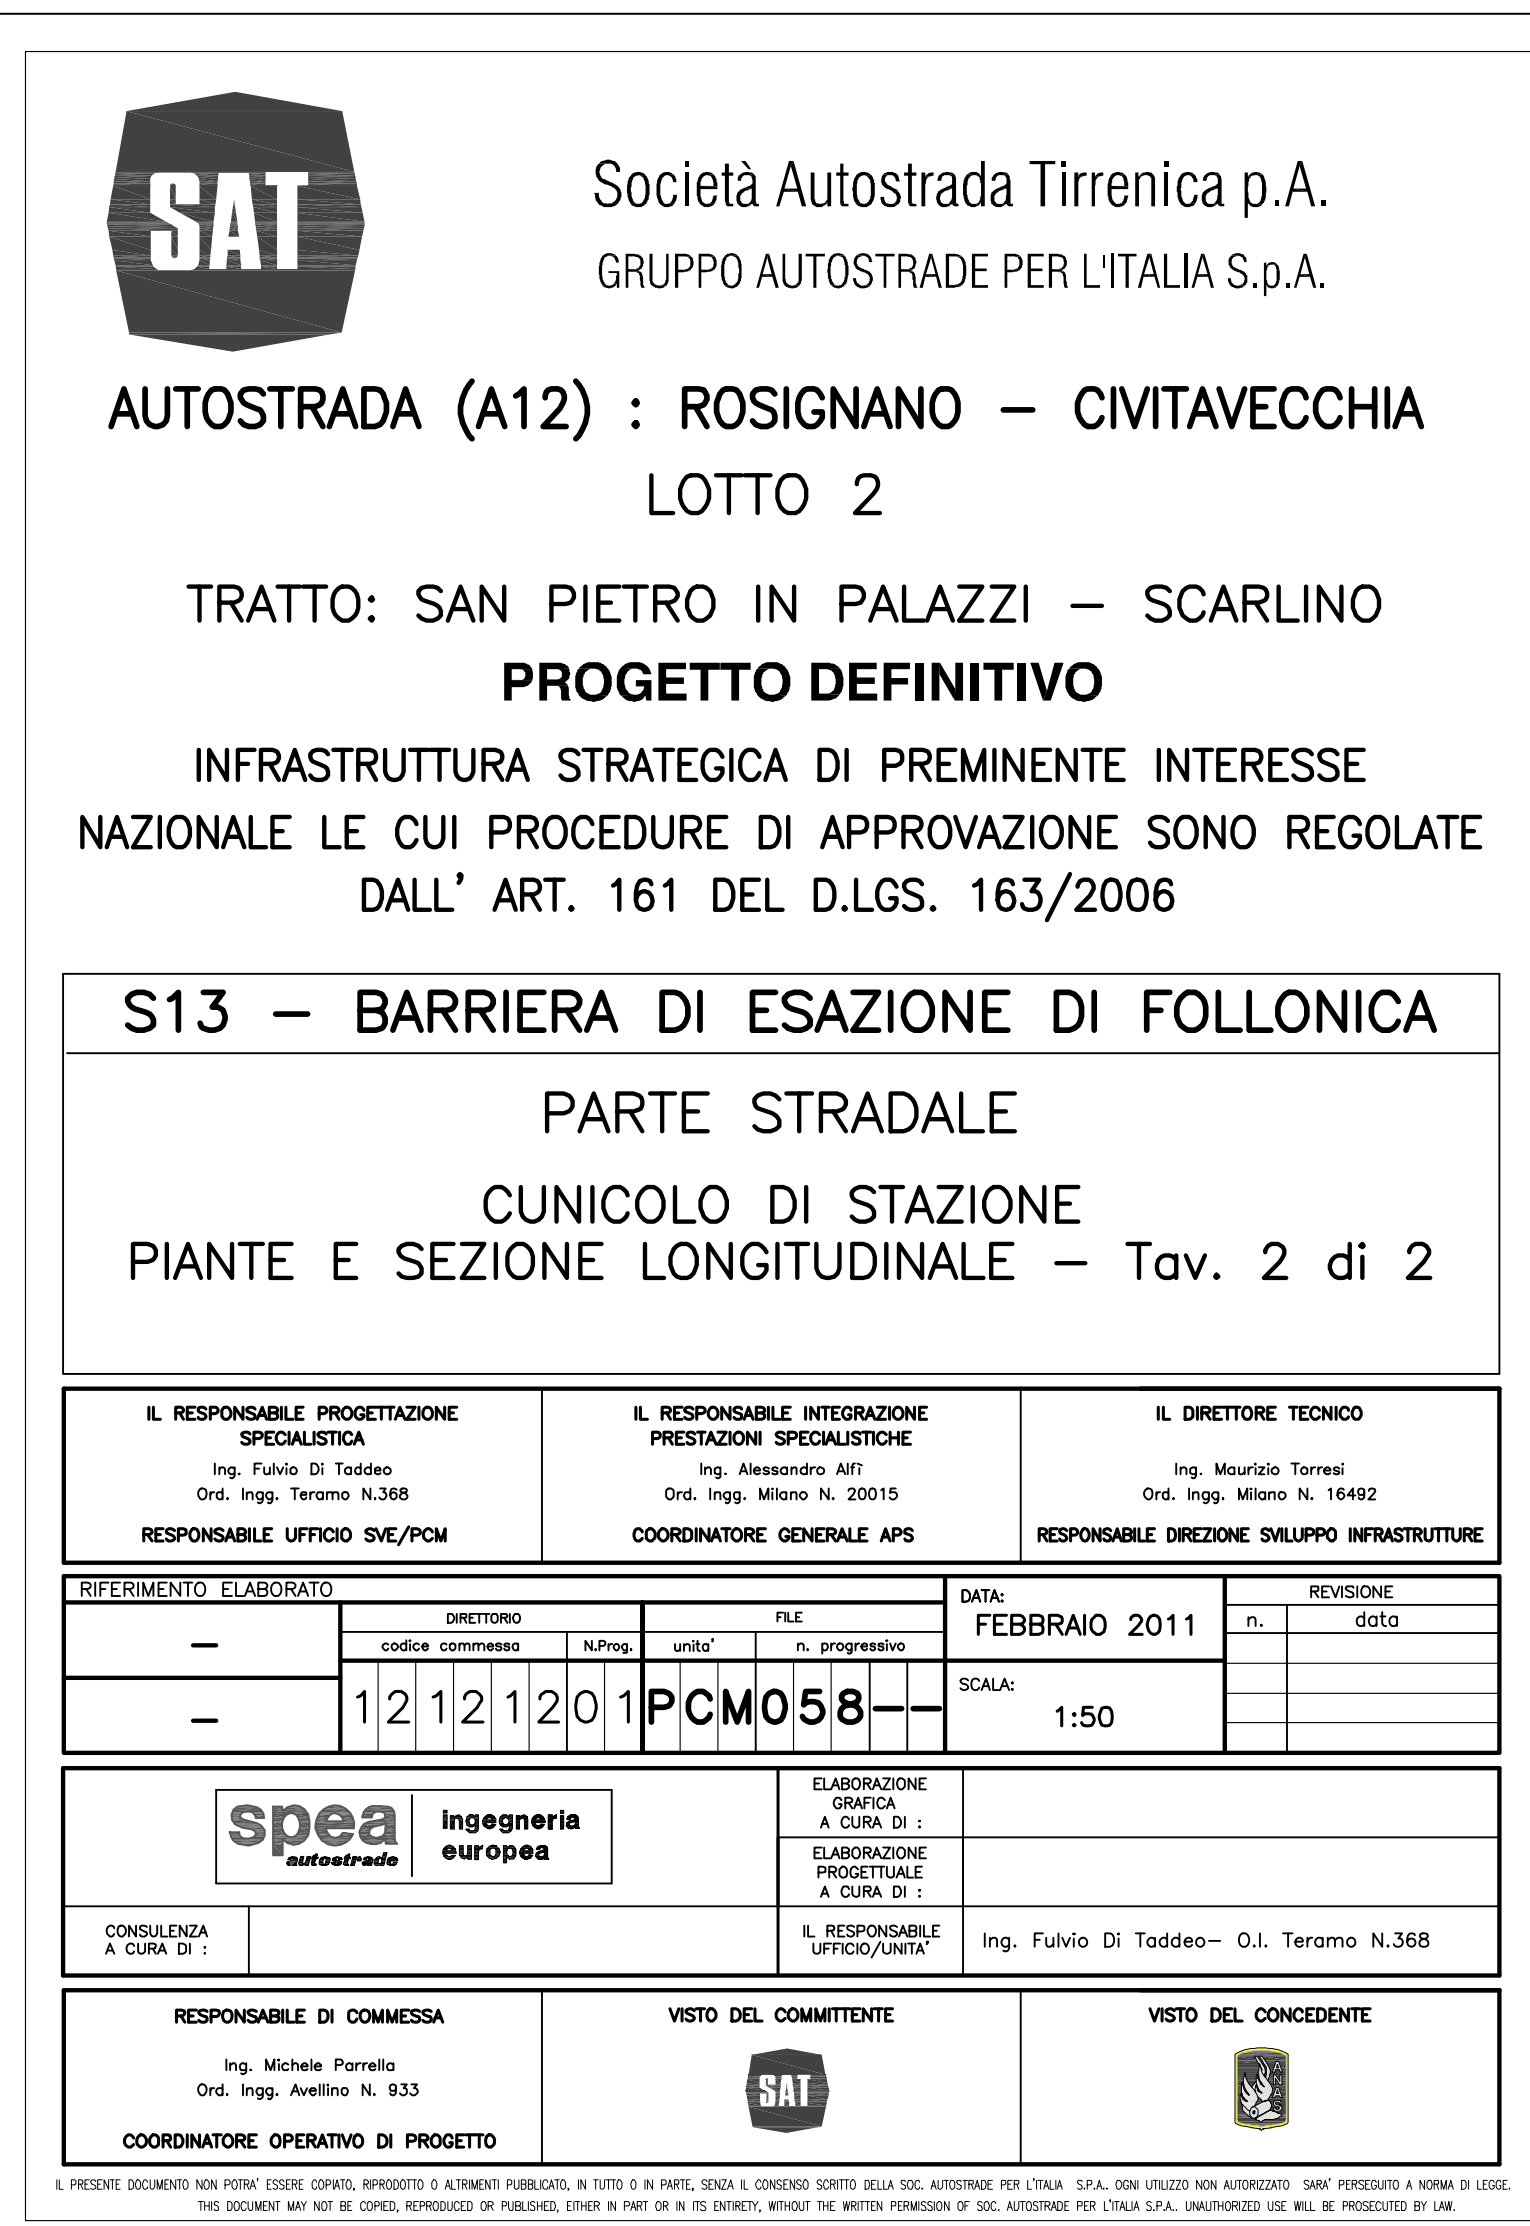 SAT
Società Autostrada Tirrenica p.A.
GRUPPO AUTOSTRADE PER L'ITALIA S.p.A.
AUTOSTRADA (A12) : ROSIGNANO – CIVITAVECCHIA
LOTTO 2
TRATTO: SAN PIETRO IN PALAZZI – SCARLINO
PROGETTO DEFINITIVO
INFRASTRUTTURA STRATEGICA DI PREMINENTE INTERESSE
NAZIONALE LE CUI PROCEDURE DI APPROVAZIONE SONO REGOLATE
DALL' ART. 161 DEL D.LGS. 163/2006
S13 – BARRIERA DI ESAZIONE DI FOLLONICA
PARTE STRADALE
CUNICOLO DI STAZIONE
PIANTE E SEZIONE LONGITUDINALE – Tav. 2 di 2
IL RESPONSABILE PROGETTAZIONE
SPECIALISTICA
Ing. Fulvio Di Taddeo
Ord. Ingg. Teramo N.368
RESPONSABILE UFFICIO SVE/PCM
IL RESPONSABILE INTEGRAZIONE
PRESTAZIONI SPECIALISTICHE
Ing. Alessandro Alfì
Ord. Ingg. Milano N. 20015
COORDINATORE GENERALE APS
IL DIRETTORE TECNICO
Ing. Maurizio Torresi
Ord. Ingg. Milano N. 16492
RESPONSABILE DIREZIONE SVILUPPO INFRASTRUTTURE
RIFERIMENTO ELABORATO
–
–
DIRETTORIO
FILE
codice commessa
N.Prog.
unita'
n. progressivo
12121201PCM058––
DATA:
FEBBRAIO 2011
SCALA:
1:50
REVISIONE
n.
data
spea
autostrade
ingegneria
europea
ELABORAZIONE
GRAFICA
A CURA DI :
ELABORAZIONE
PROGETTUALE
A CURA DI :
CONSULENZA
A CURA DI :
IL RESPONSABILE
UFFICIO/UNITA'
Ing. Fulvio Di Taddeo– O.I. Teramo N.368
RESPONSABILE DI COMMESSA
Ing. Michele Parrella
Ord. Ingg. Avellino N. 933
COORDINATORE OPERATIVO DI PROGETTO
VISTO DEL COMMITTENTE
SAT
VISTO DEL CONCEDENTE
ANAS
IL PRESENTE DOCUMENTO NON POTRA' ESSERE COPIATO, RIPRODOTTO O ALTRIMENTI PUBBLICATO, IN TUTTO O IN PARTE, SENZA IL CONSENSO SCRITTO DELLA SOC. AUTOSTRADE PER L'ITALIA S.P.A.. OGNI UTILIZZO NON AUTORIZZATO SARA' PERSEGUITO A NORMA DI LEGGE.
THIS DOCUMENT MAY NOT BE COPIED, REPRODUCED OR PUBLISHED, EITHER IN PART OR IN ITS ENTIRETY, WITHOUT THE WRITTEN PERMISSION OF SOC. AUTOSTRADE PER L'ITALIA S.P.A.. UNAUTHORIZED USE WILL BE PROSECUTED BY LAW.